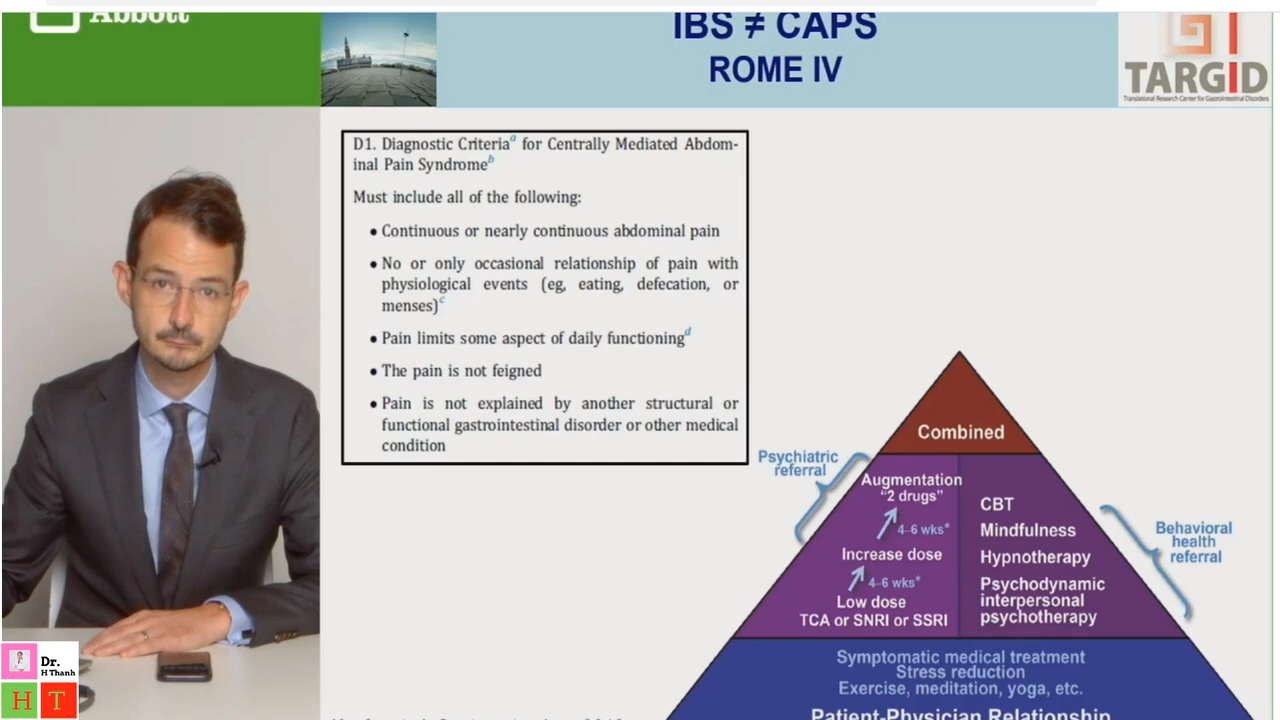 Abbott
IBS ≠ CAPS
ROME IV
TARGID
Translational Research Center for Gastrointestinal Disorders
D1. Diagnostic Criteriaᵃ for Centrally Mediated Abdom-
inal Pain Syndromeᵇ
Must include all of the following:
• Continuous or nearly continuous abdominal pain
• No or only occasional relationship of pain with
physiological events (eg, eating, defecation, or
menses)ᶜ
• Pain limits some aspect of daily functioningᵈ
• The pain is not feigned
• Pain is not explained by another structural or
functional gastrointestinal disorder or other medical
condition
Combined
Psychiatric
referral
Augmentation
"2 drugs"
4–6 wks*
Increase dose
4–6 wks*
Low dose
TCA or SNRI or SSRI
CBT
Mindfulness
Hypnotherapy
Psychodynamic
interpersonal
psychotherapy
Behavioral
health
referral
Symptomatic medical treatment
Stress reduction
Exercise, meditation, yoga, etc.
Patient-Physician Relationship
Dr.
H Thanh
H T